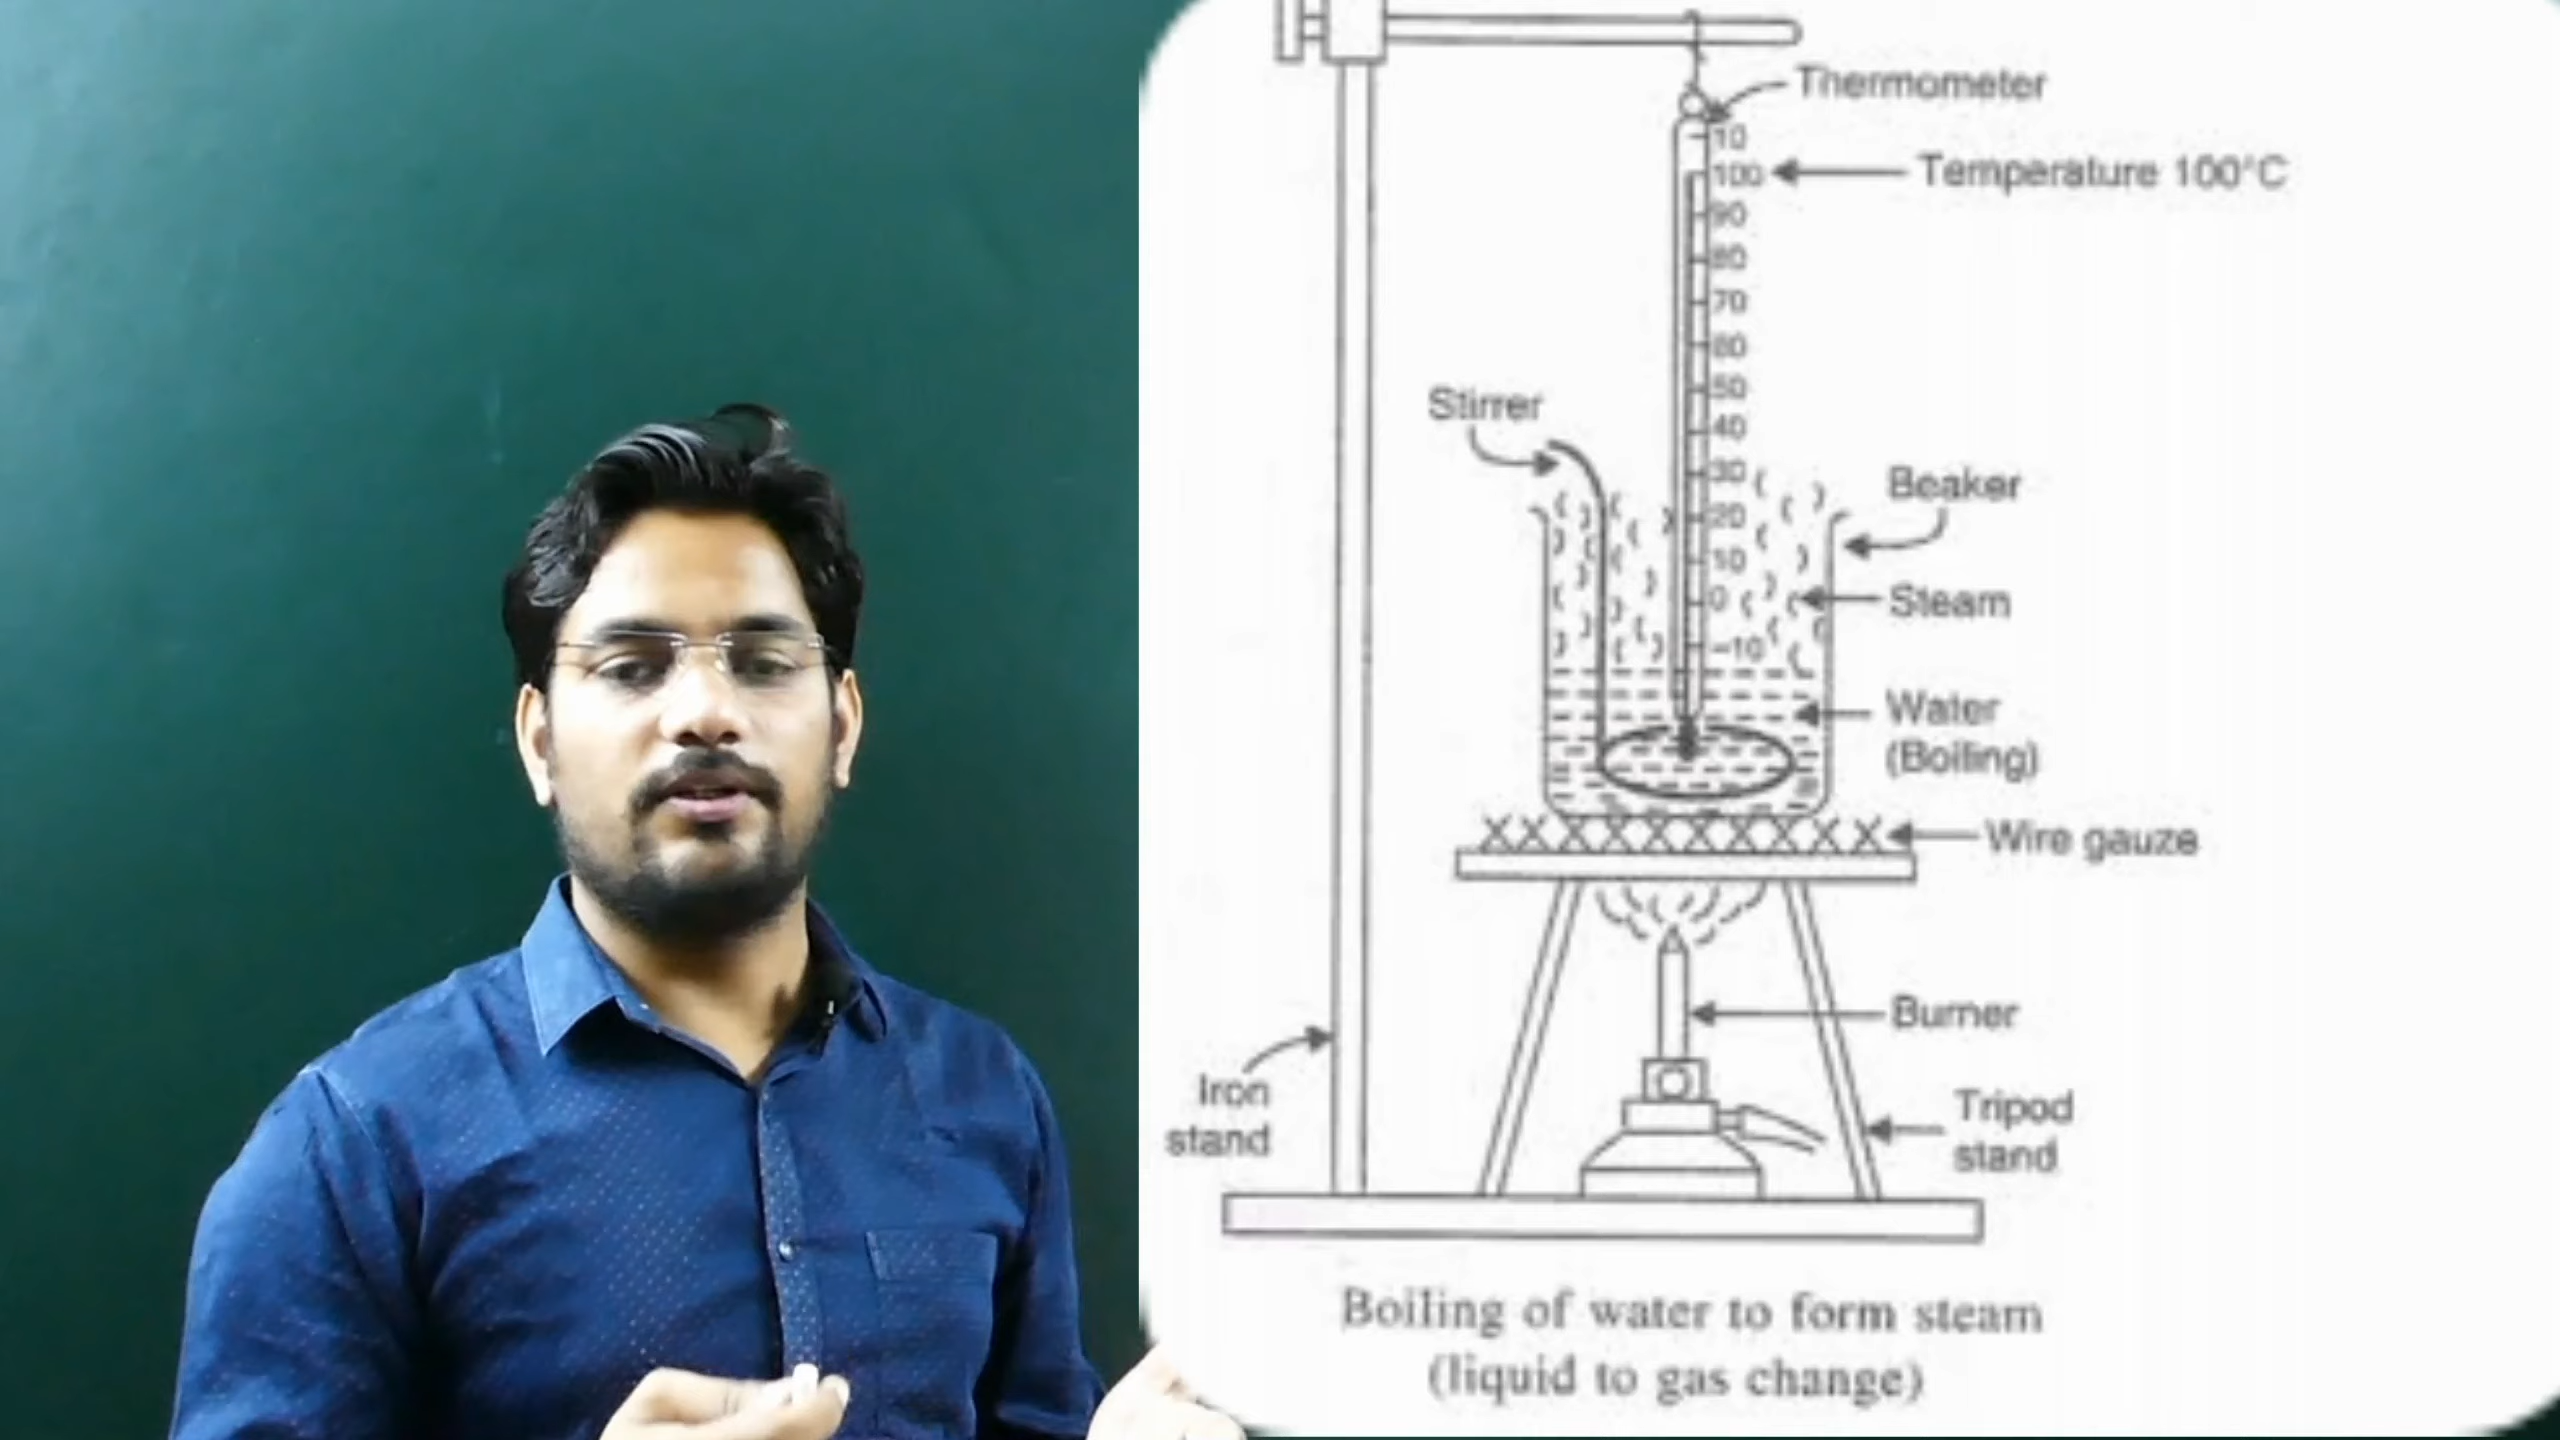 Thermometer
10
100
Temperature 100°C
90
80
70
60
50
40
30
20
10
0
-10
Stirrer
Beaker
Steam
Water
(Boiling)
Wire gauze
Burner
Iron
stand
Tripod
stand
Boiling of water to form steam
(liquid to gas change)